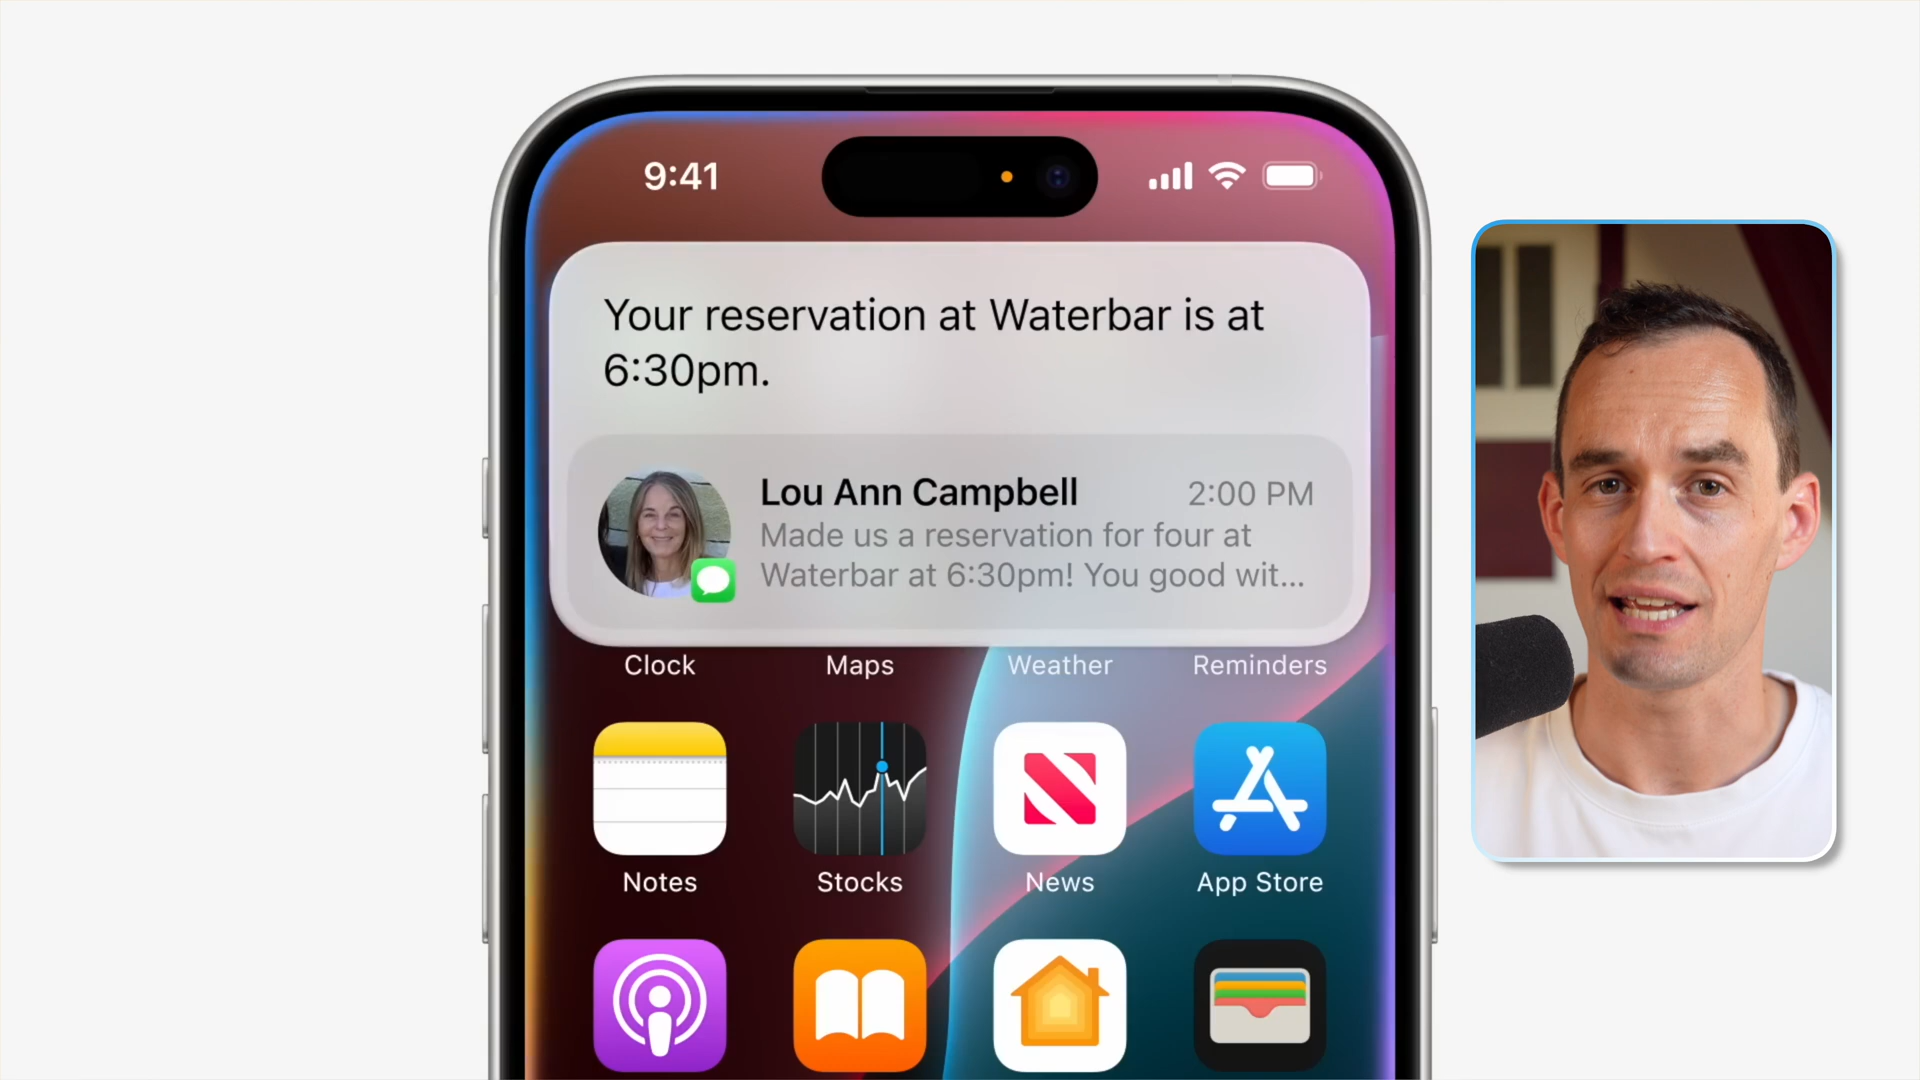 9:41
Your reservation at Waterbar is at
6:30pm.
Lou Ann Campbell
2:00 PM
Made us a reservation for four at
Waterbar at 6:30pm! You good wit...
Clock
Maps
Weather
Reminders
Notes
Stocks
News
App Store